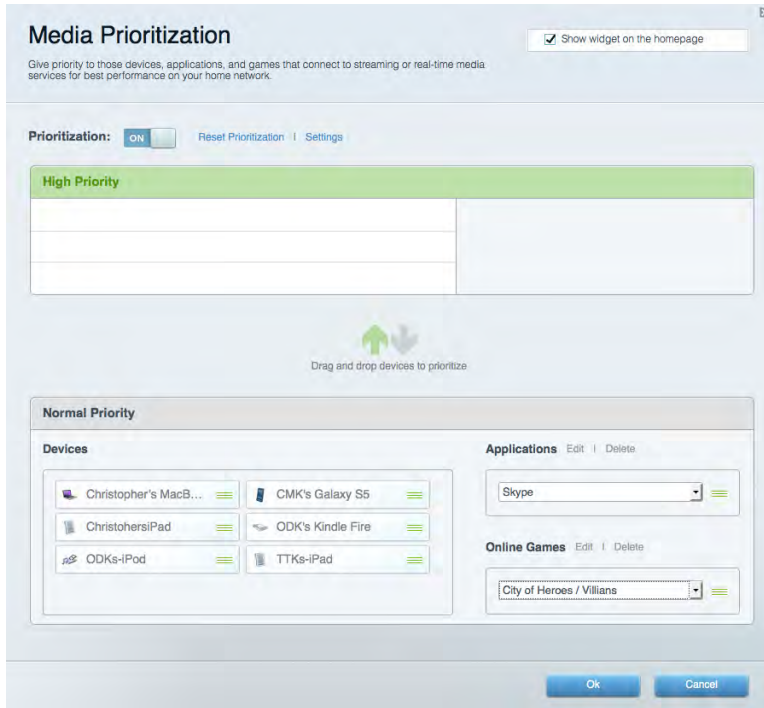 Media Prioritization
Show widget on the homepage
Give priority to those devices, applications, and games that connect to streaming or real-time media
services for best performance on your home network.
Prioritization: ON Reset Prioritization | Settings
High Priority
Drag and drop devices to prioritize
Normal Priority
Devices
Christopher's MacB...
CMK's Galaxy S5
ChristohersiPad
ODK's Kindle Fire
ODKs-iPod
TTKs-iPad
Applications Edit | Delete
Skype
Online Games Edit | Delete
City of Heroes / Villians
Ok
Cancel